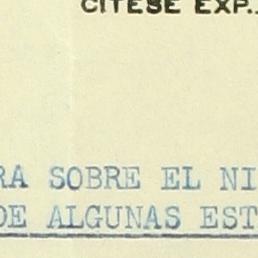 CITESE EXP.
RA SOBRE EL NI
DE ALGUNAS EST